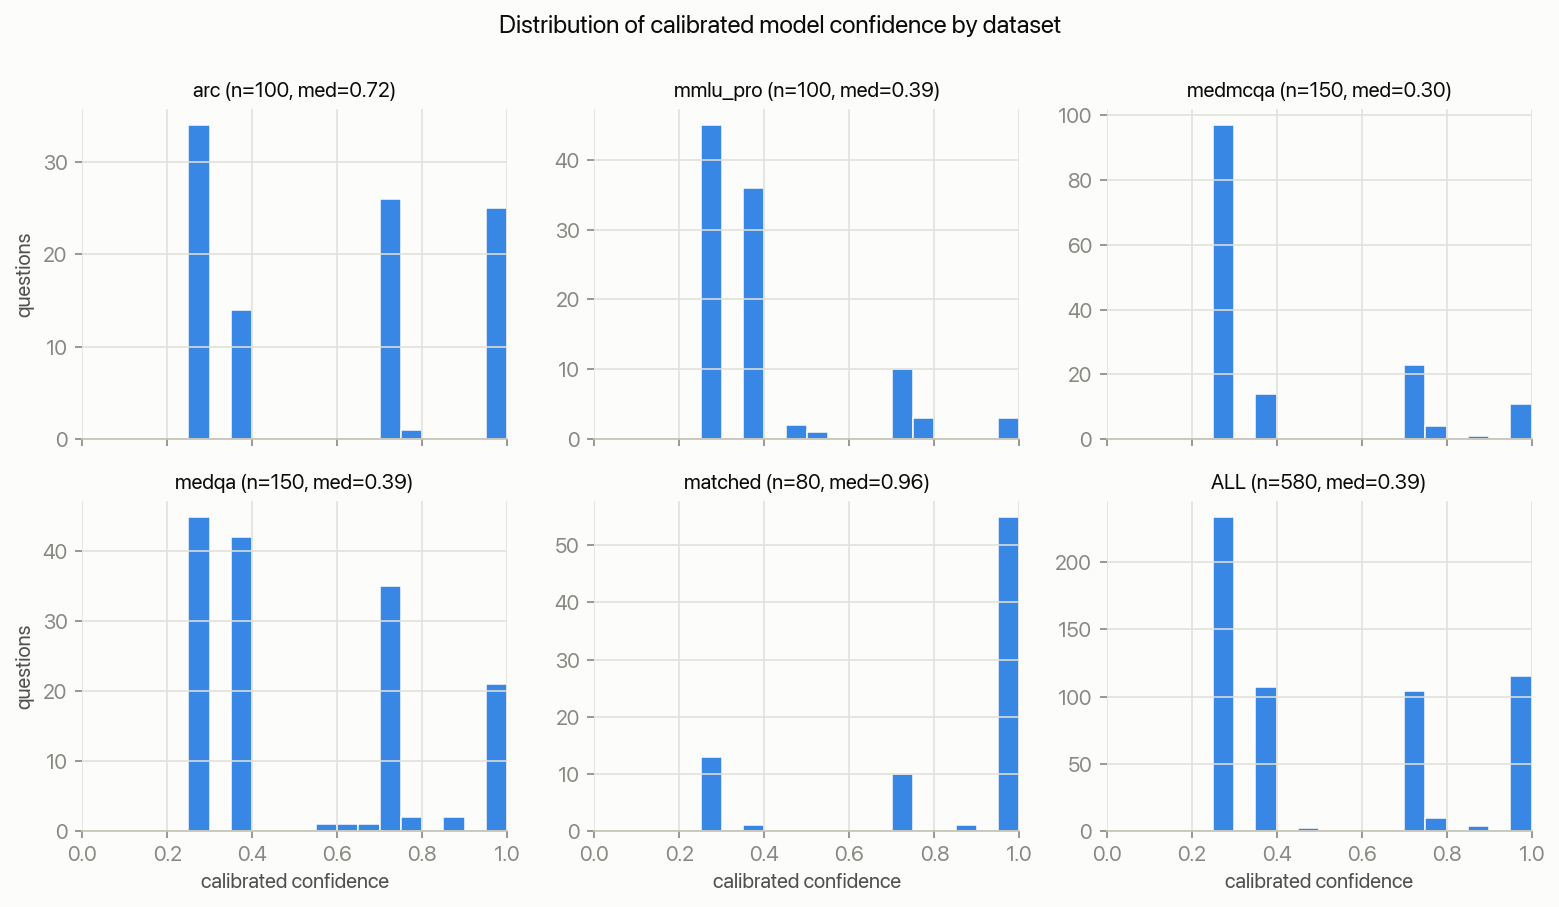 Distribution of calibrated model confidence by dataset
arc (n=100, med=0.72)
30
20
10
0
questions
mmlu_pro (n=100, med=0.39)
40
30
20
10
0
medmcqa (n=150, med=0.30)
100
80
60
40
20
0
medqa (n=150, med=0.39)
40
30
20
10
0
questions
0.0 0.2 0.4 0.6 0.8 1.0
calibrated confidence
matched (n=80, med=0.96)
50
40
30
20
10
0
0.0 0.2 0.4 0.6 0.8 1.0
calibrated confidence
ALL (n=580, med=0.39)
200
150
100
50
0
0.0 0.2 0.4 0.6 0.8 1.0
calibrated confidence